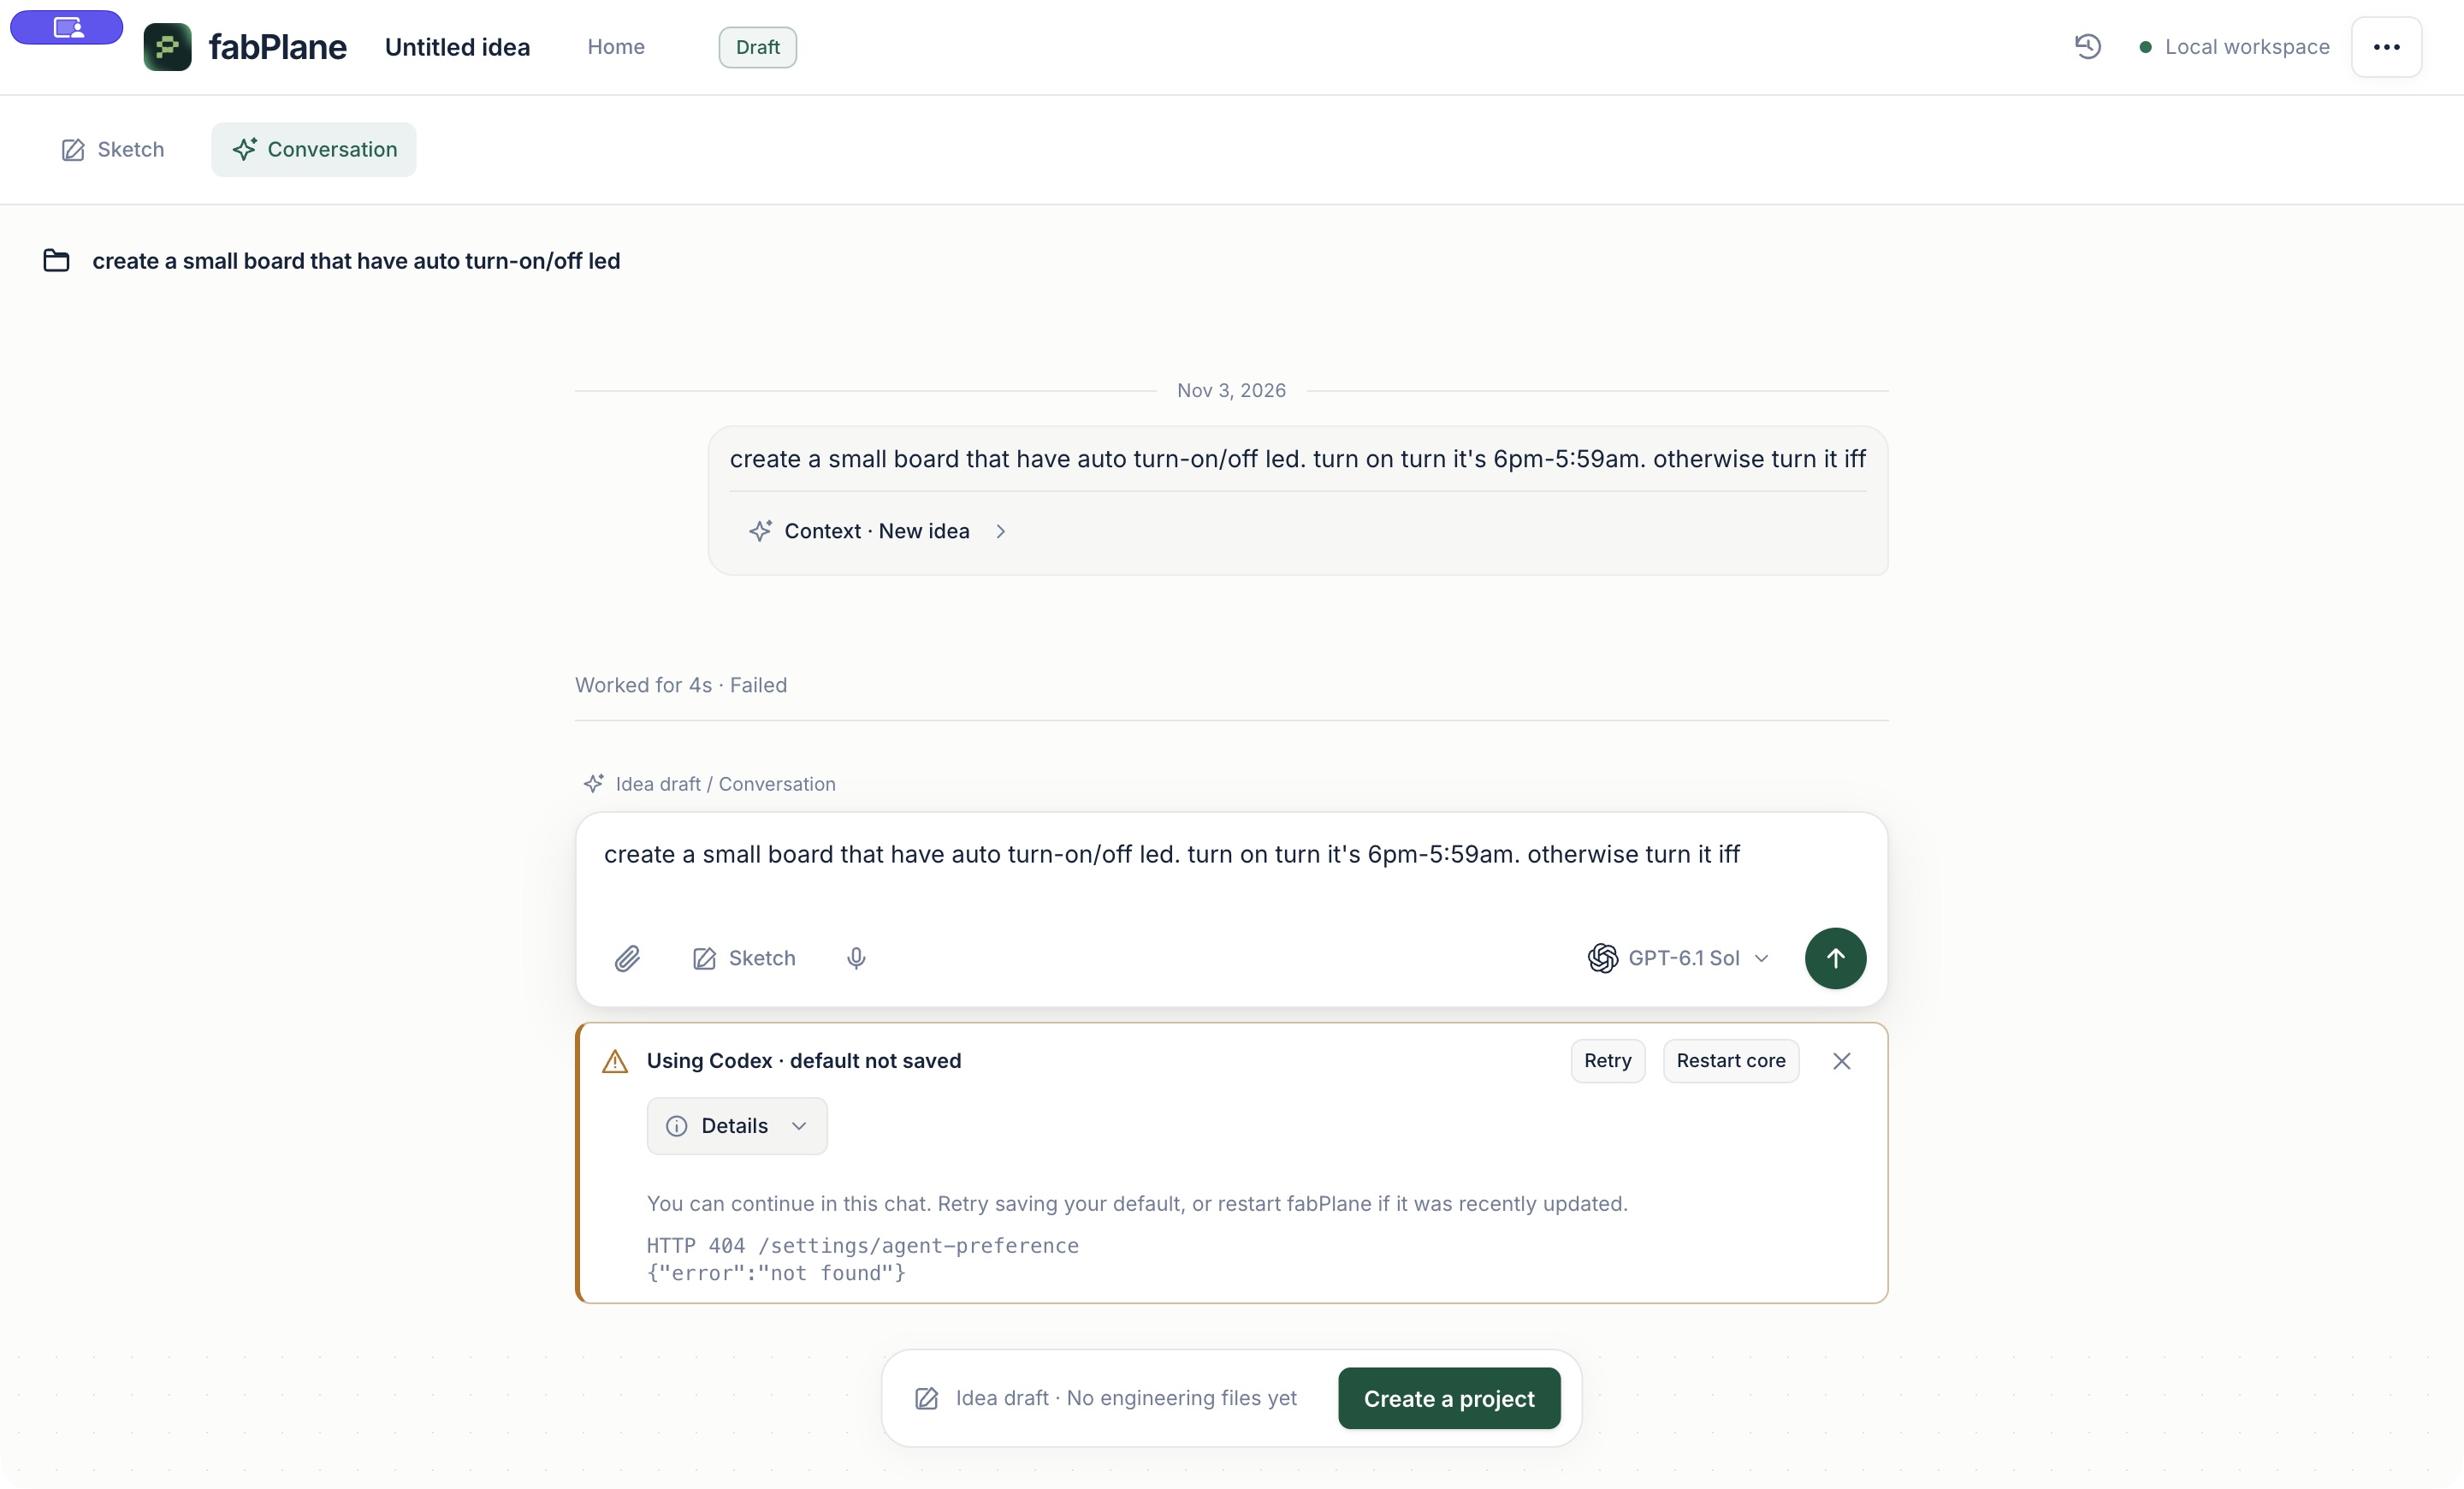 fabPlane
Untitled idea
Home
Draft
Local workspace
Sketch
Conversation
create a small board that have auto turn-on/off led
Nov 3, 2026
create a small board that have auto turn-on/off led. turn on turn it's 6pm-5:59am. otherwise turn it iff
Context · New idea
Worked for 4s · Failed
Idea draft / Conversation
create a small board that have auto turn-on/off led. turn on turn it's 6pm-5:59am. otherwise turn it iff
Sketch
GPT-6.1 Sol
Using Codex · default not saved
Retry
Restart core
Details
You can continue in this chat. Retry saving your default, or restart fabPlane if it was recently updated.
HTTP 404 /settings/agent-preference
{"error":"not found"}
Idea draft · No engineering files yet
Create a project